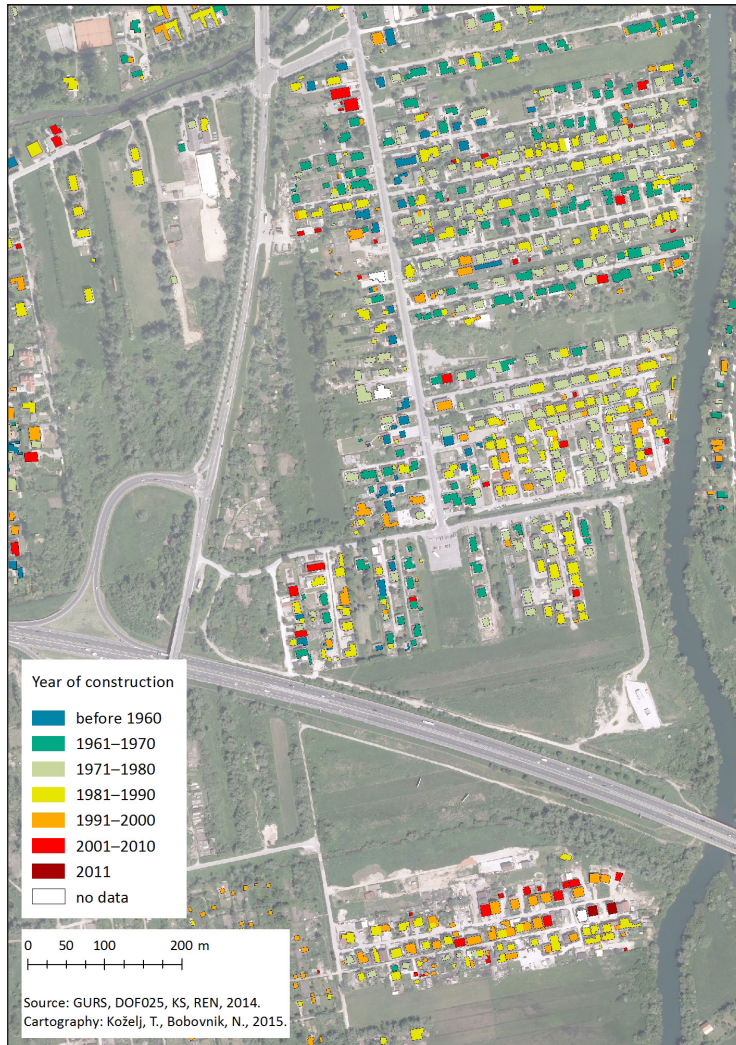 Year of construction
before 1960
1961–1970
1971–1980
1981–1990
1991–2000
2001–2010
2011
no data
0 50 100 200 m
Source: GURS, DOF025, KS, REN, 2014.
Cartography: Koželj, T., Bobovnik, N., 2015.